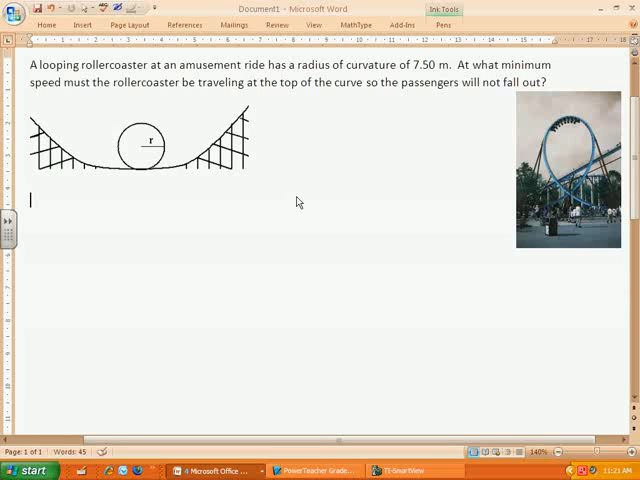 Document1 - Microsoft Word
Ink Tools
Home Insert Page Layout References Mailings Review View MathType Add-Ins Pens
A looping rollercoaster at an amusement ride has a radius of curvature of 7.50 m. At what minimum
speed must the rollercoaster be traveling at the top of the curve so the passengers will not fall out?
r
Page: 1 of 1 Words: 45 140%
start 4 Microsoft Office ... PowerTeacher Grade... TI-SmartView 11:21 AM